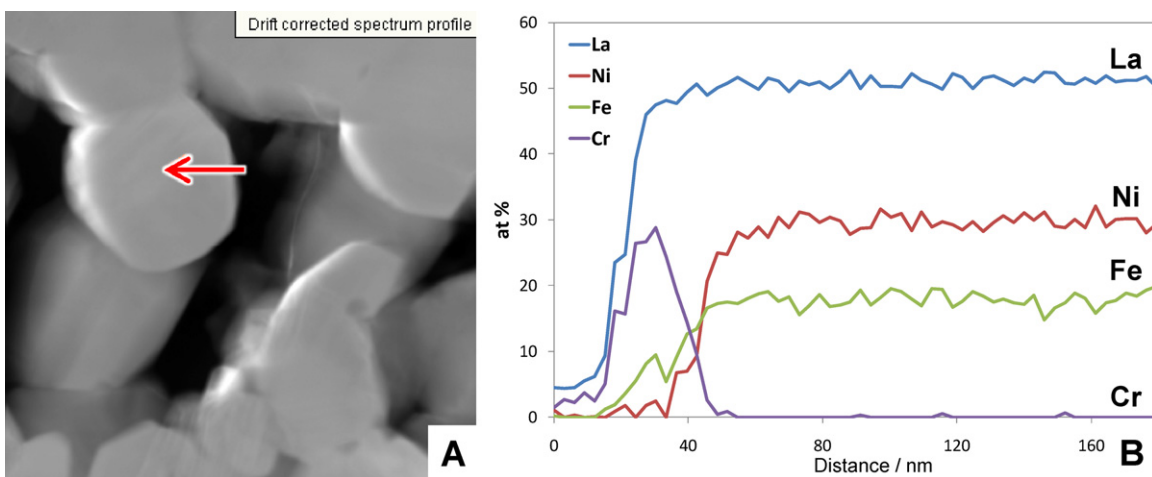 Drift corrected spectrum profile
A
B
60
50
40
30
20
10
0
at %
La
Ni
Fe
Cr
La
Ni
Fe
Cr
0 40 80 120 160
Distance / nm